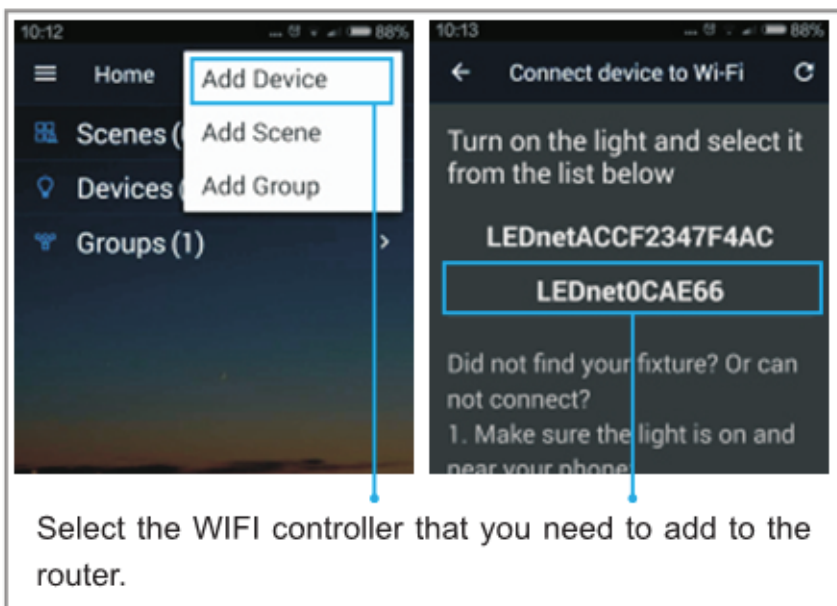 10:12 ... 88%
Home
Add Device
Scenes (
Add Scene
Devices
Add Group
Groups (1)
10:13 ... 88%
Connect device to Wi-Fi
Turn on the light and select it
from the list below
LEDnetACCF2347F4AC
LEDnet0CAE66
Did not find your fixture? Or can
not connect?
1. Make sure the light is on and
near your phone
Select the WIFI controller that you need to add to the
router.